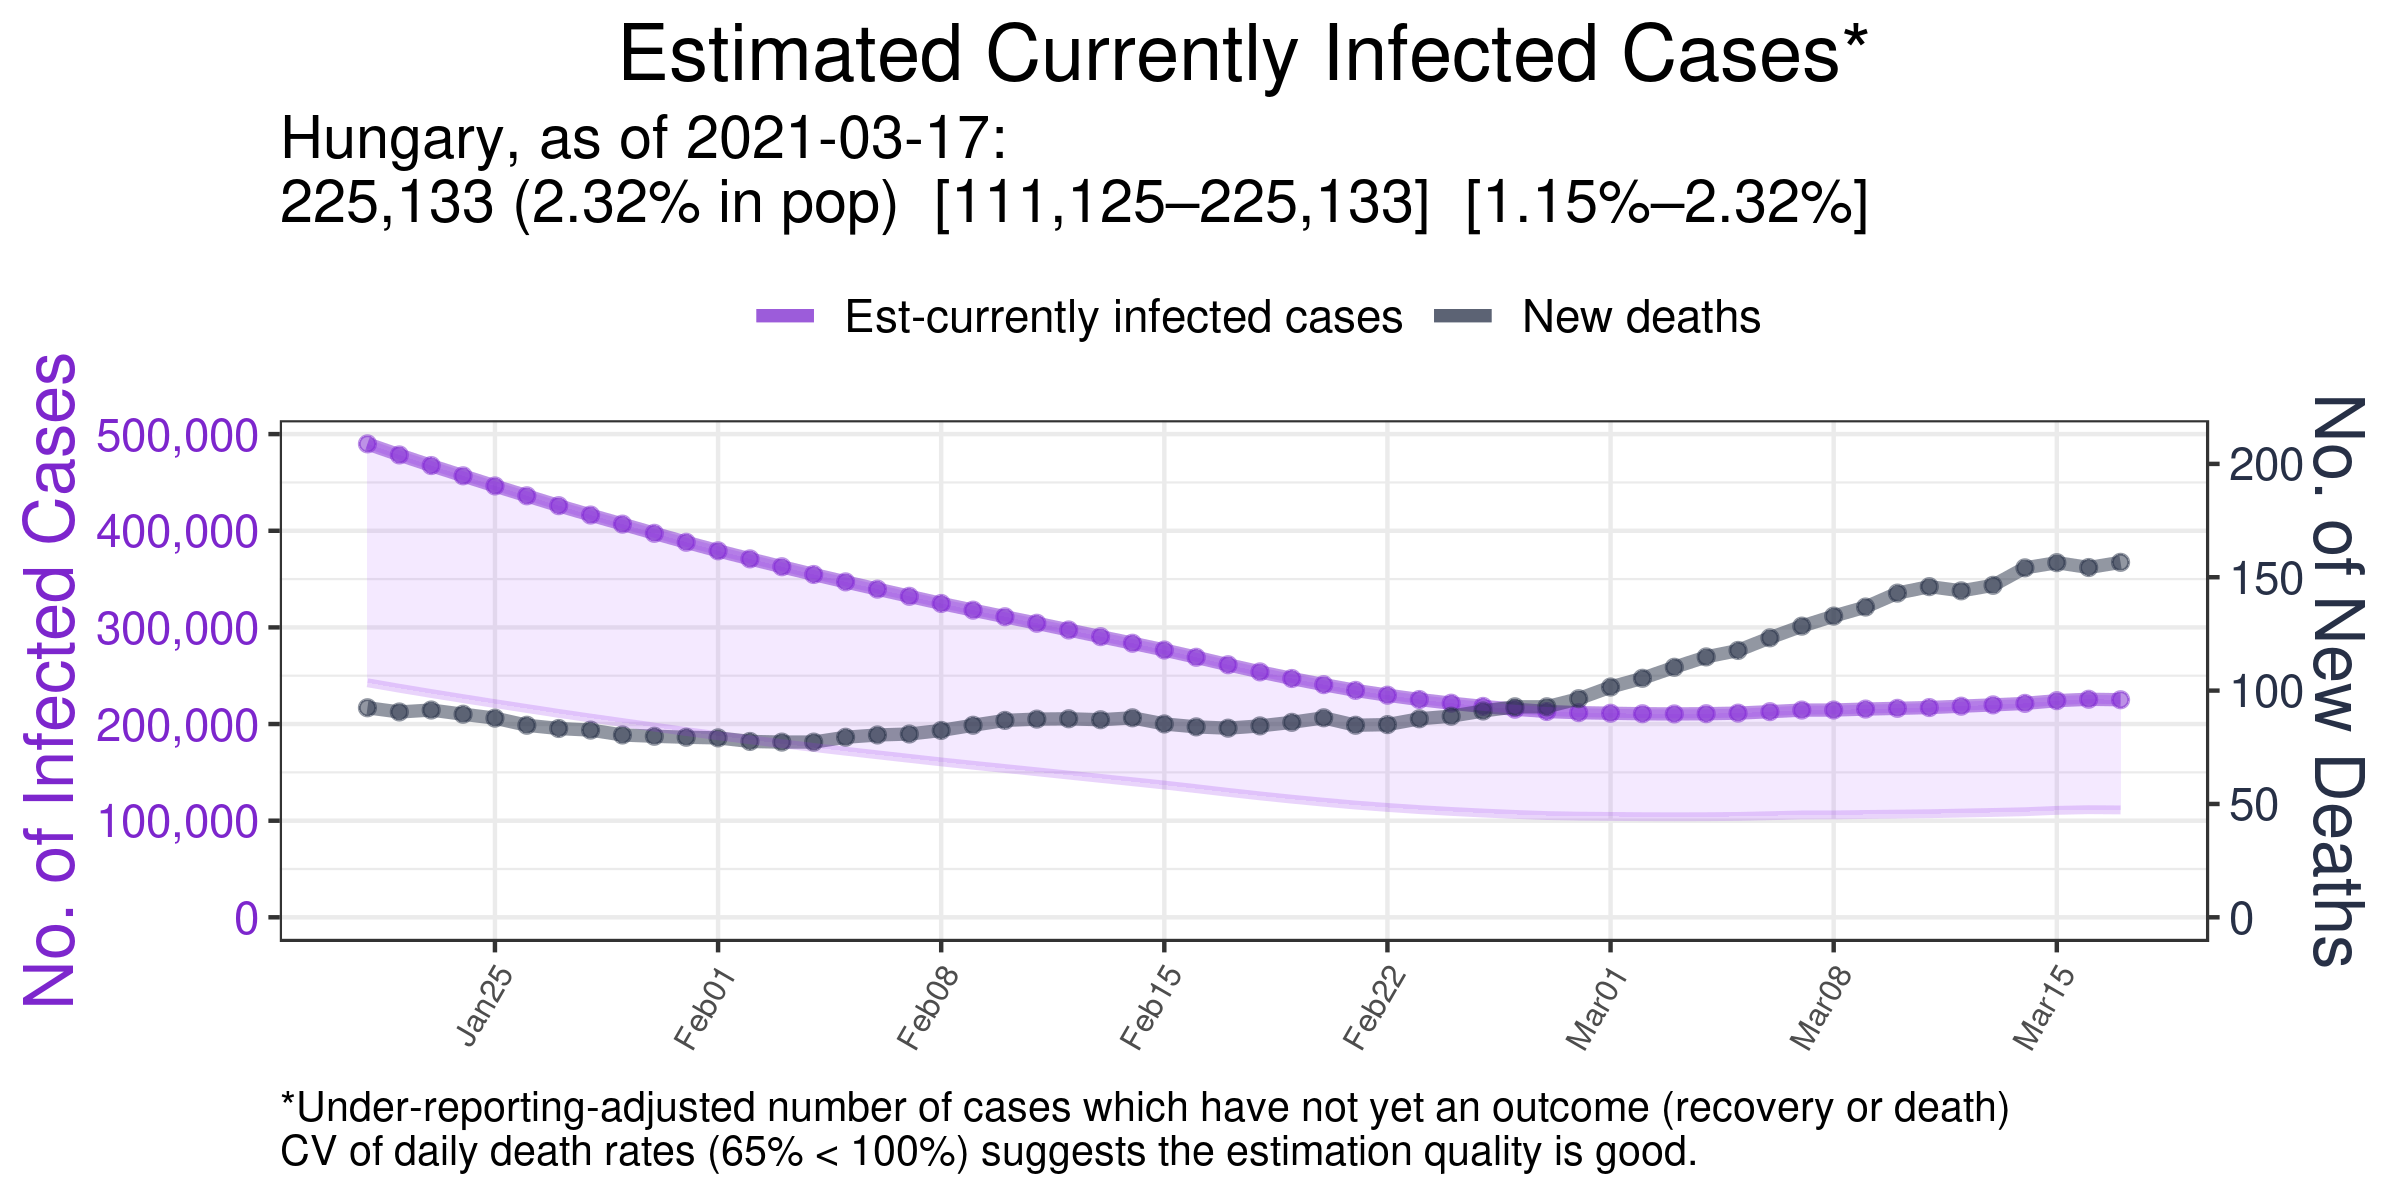 Estimated Currently Infected Cases*
Hungary, as of 2021-03-17:
225,133 (2.32% in pop) [111,125–225,133] [1.15%–2.32%]
Est-currently infected cases
New deaths
No. of Infected Cases
500,000
400,000
300,000
200,000
100,000
0
200
150
100
50
0
No. of New Deaths
Jan25
Feb01
Feb08
Feb15
Feb22
Mar01
Mar08
Mar15
*Under-reporting-adjusted number of cases which have not yet an outcome (recovery or death)
CV of daily death rates (65% < 100%) suggests the estimation quality is good.